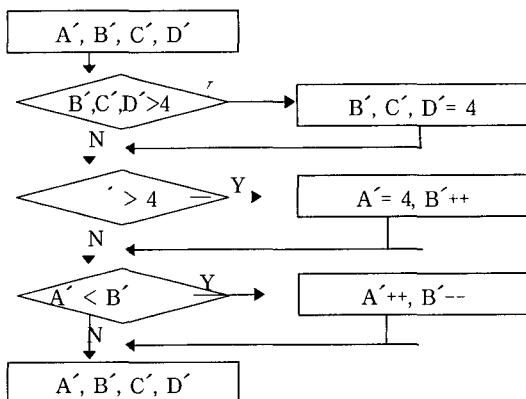 A´, B´, C´, D´
B´,C´,D´>4
B´, C´, D´= 4
N
´ > 4
Y
A´= 4, B´++
N
A´ < B´
Y
A´++, B´--
N
A´, B´, C´, D´